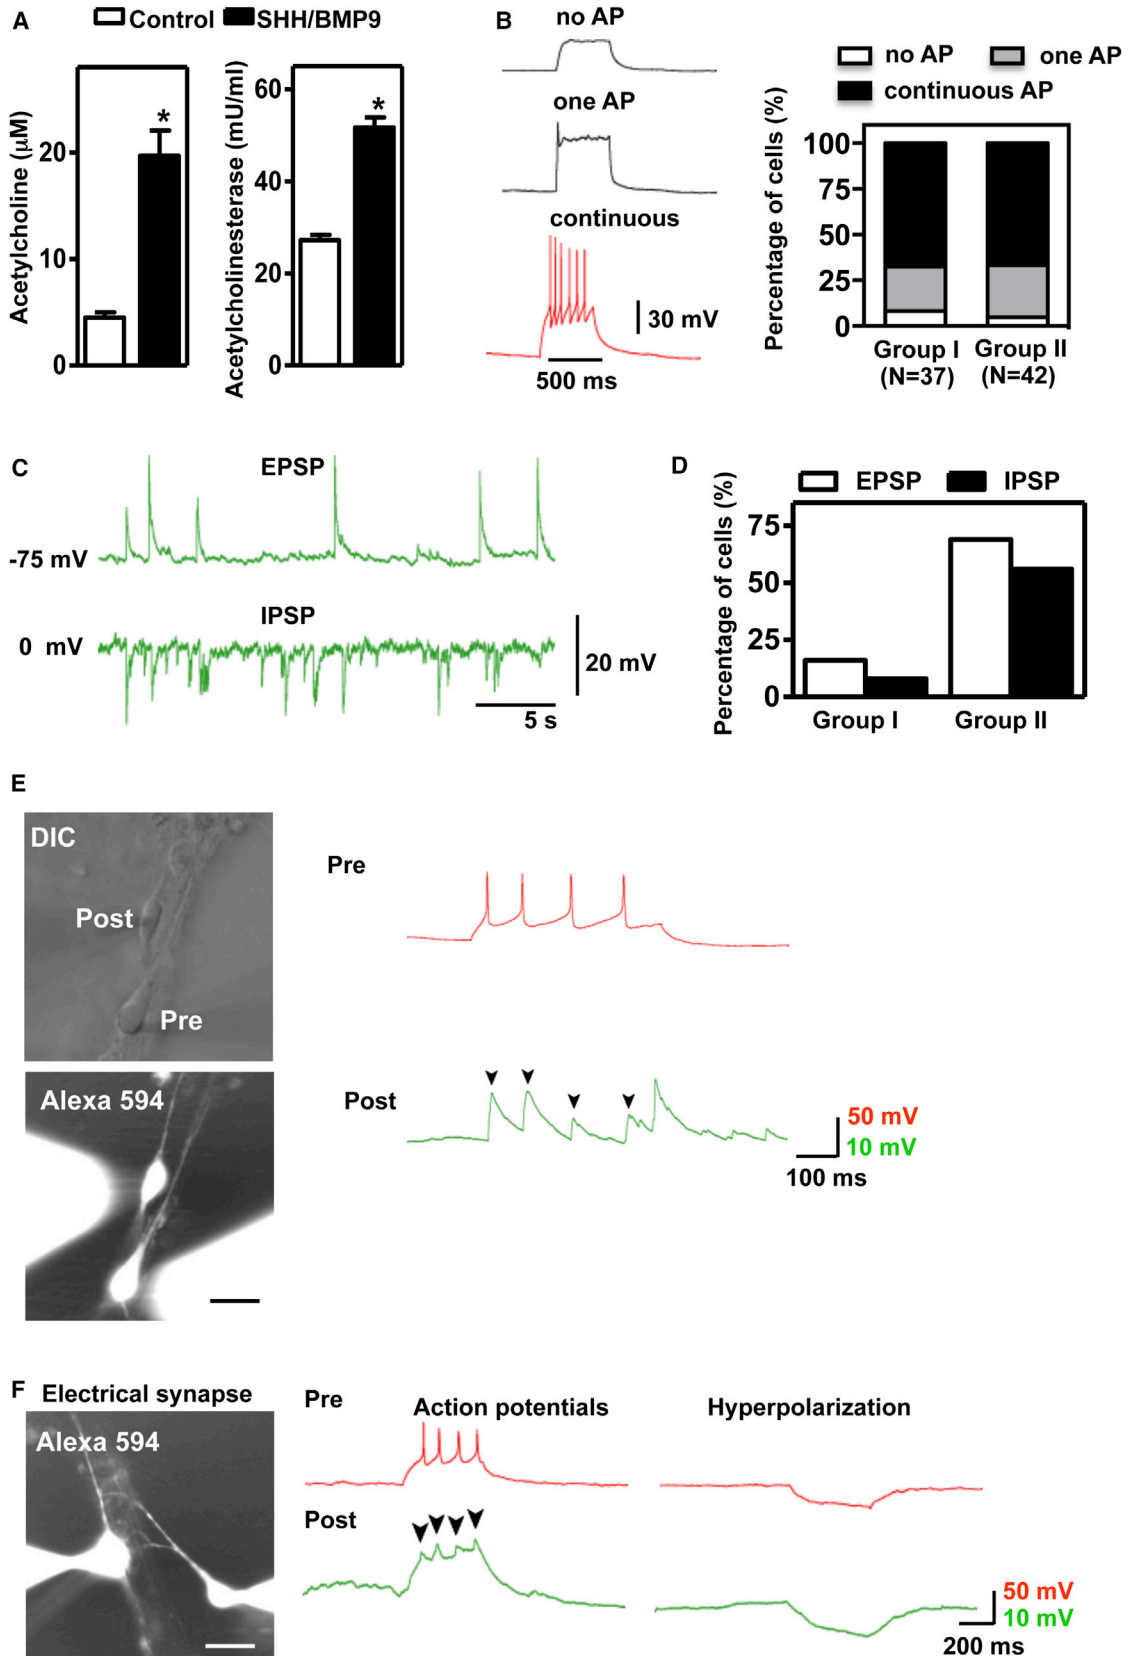 A
Control SHH/BMP9
Acetylcholine (μM)
20
10
0
*
Acetylcholinesterase (mU/ml)
60
40
20
0
*
B
no AP
one AP
continuous
30 mV
500 ms
no AP one AP
continuous AP
Percentage of cells (%)
100
75
50
25
0
Group I Group II
(N=37) (N=42)
C
EPSP
-75 mV
IPSP
0 mV
20 mV
5 s
D
EPSP IPSP
Percentage of cells (%)
75
50
25
0
Group I Group II
E
DIC
Post
Pre
Alexa 594
Pre
Post
50 mV
10 mV
100 ms
F
Electrical synapse
Alexa 594
Pre
Action potentials Hyperpolarization
Post
50 mV
10 mV
200 ms